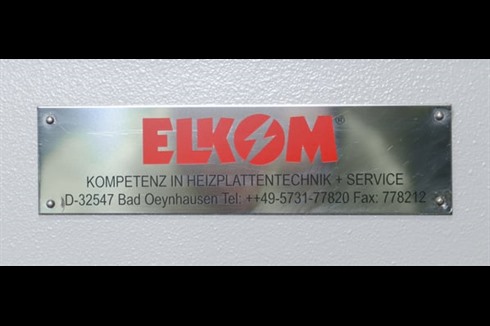 ELKOM®
KOMPETENZ IN HEIZPLATTENTECHNIK + SERVICE
D-32547 Bad Oeynhausen Tel: ++49-5731-77820 Fax: 778212